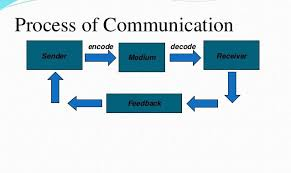 Process of Communication
encode decode
Sender Medium Receiver
Feedback